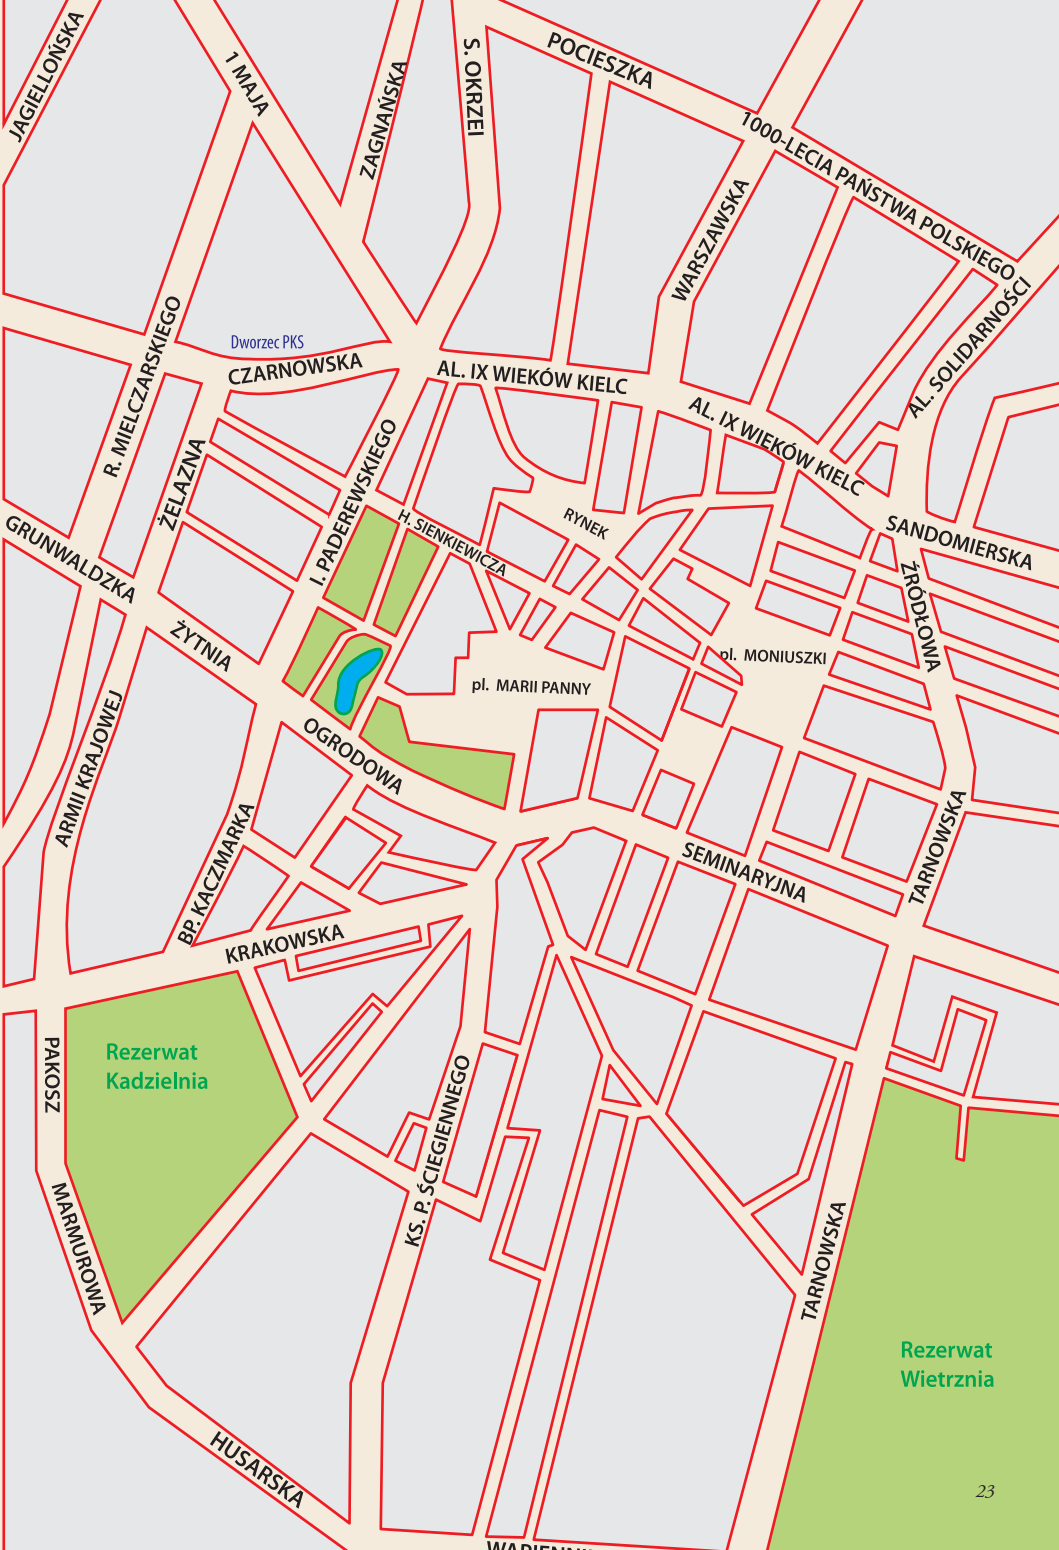 JAGIELLOŃSKA
1 MAJA
ZAGNAŃSKA
S. OKRZEI
POCIESZKA
1000-LECIA PAŃSTWA POLSKIEGO
WARSZAWSKA
AL. SOLIDARNOŚCI
R. MIELCZARSKIEGO
Dworzec PKS
CZARNOWSKA
AL. IX WIEKÓW KIELC
AL. IX WIEKÓW KIELC
ŻELAZNA
I. PADEREWSKIEGO
H. SIENKIEWICZA
RYNEK
SANDOMIERSKA
GRUNWALDZKA
ŹRÓDŁOWA
ŻYTNIA
pl. MONIUSZKI
pl. MARII PANNY
ARMII KRAJOWEJ
OGRODOWA
BP. KACZMARKA
TARNOWSKA
SEMINARYJNA
KRAKOWSKA
PAKOSZ
Rezerwat
Kadzielnia
KS. P. ŚCIEGIENNEGO
MARMUROWA
TARNOWSKA
Rezerwat
Wietrznia
HUSARSKA
23